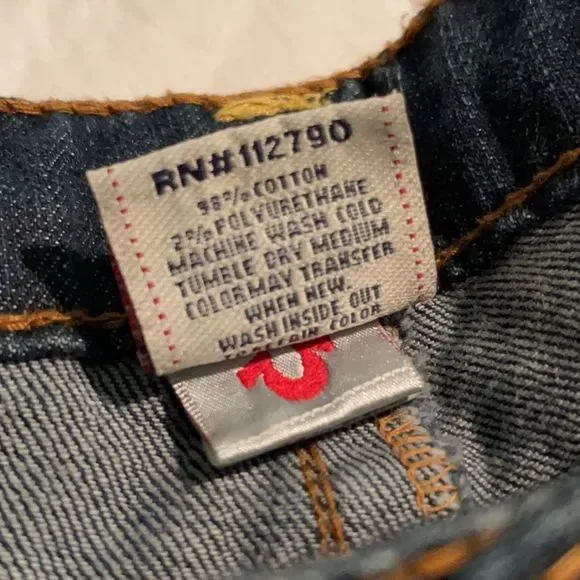 RN#112790
98% COTTON
2% POLYURETHANE
MACHINE WASH COLD
TUMBLE DRY MEDIUM
COLOR MAY TRANSFER
WHEN NEW.
WASH INSIDE OUT
COLOR